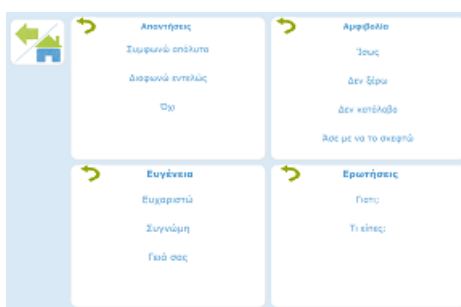 Απαντήσεις
Συμφωνώ απόλυτα
Διαφωνώ εντελώς
Όχι
Αμφιβολία
Ίσως
Δεν ξέρω
Δεν κατάλαβα
Άσε με να το σκεφτώ
Ευγένεια
Ευχαριστώ
Συγνώμη
Γειά σας
Ερωτήσεις
Γιατι;
Τι είπες;